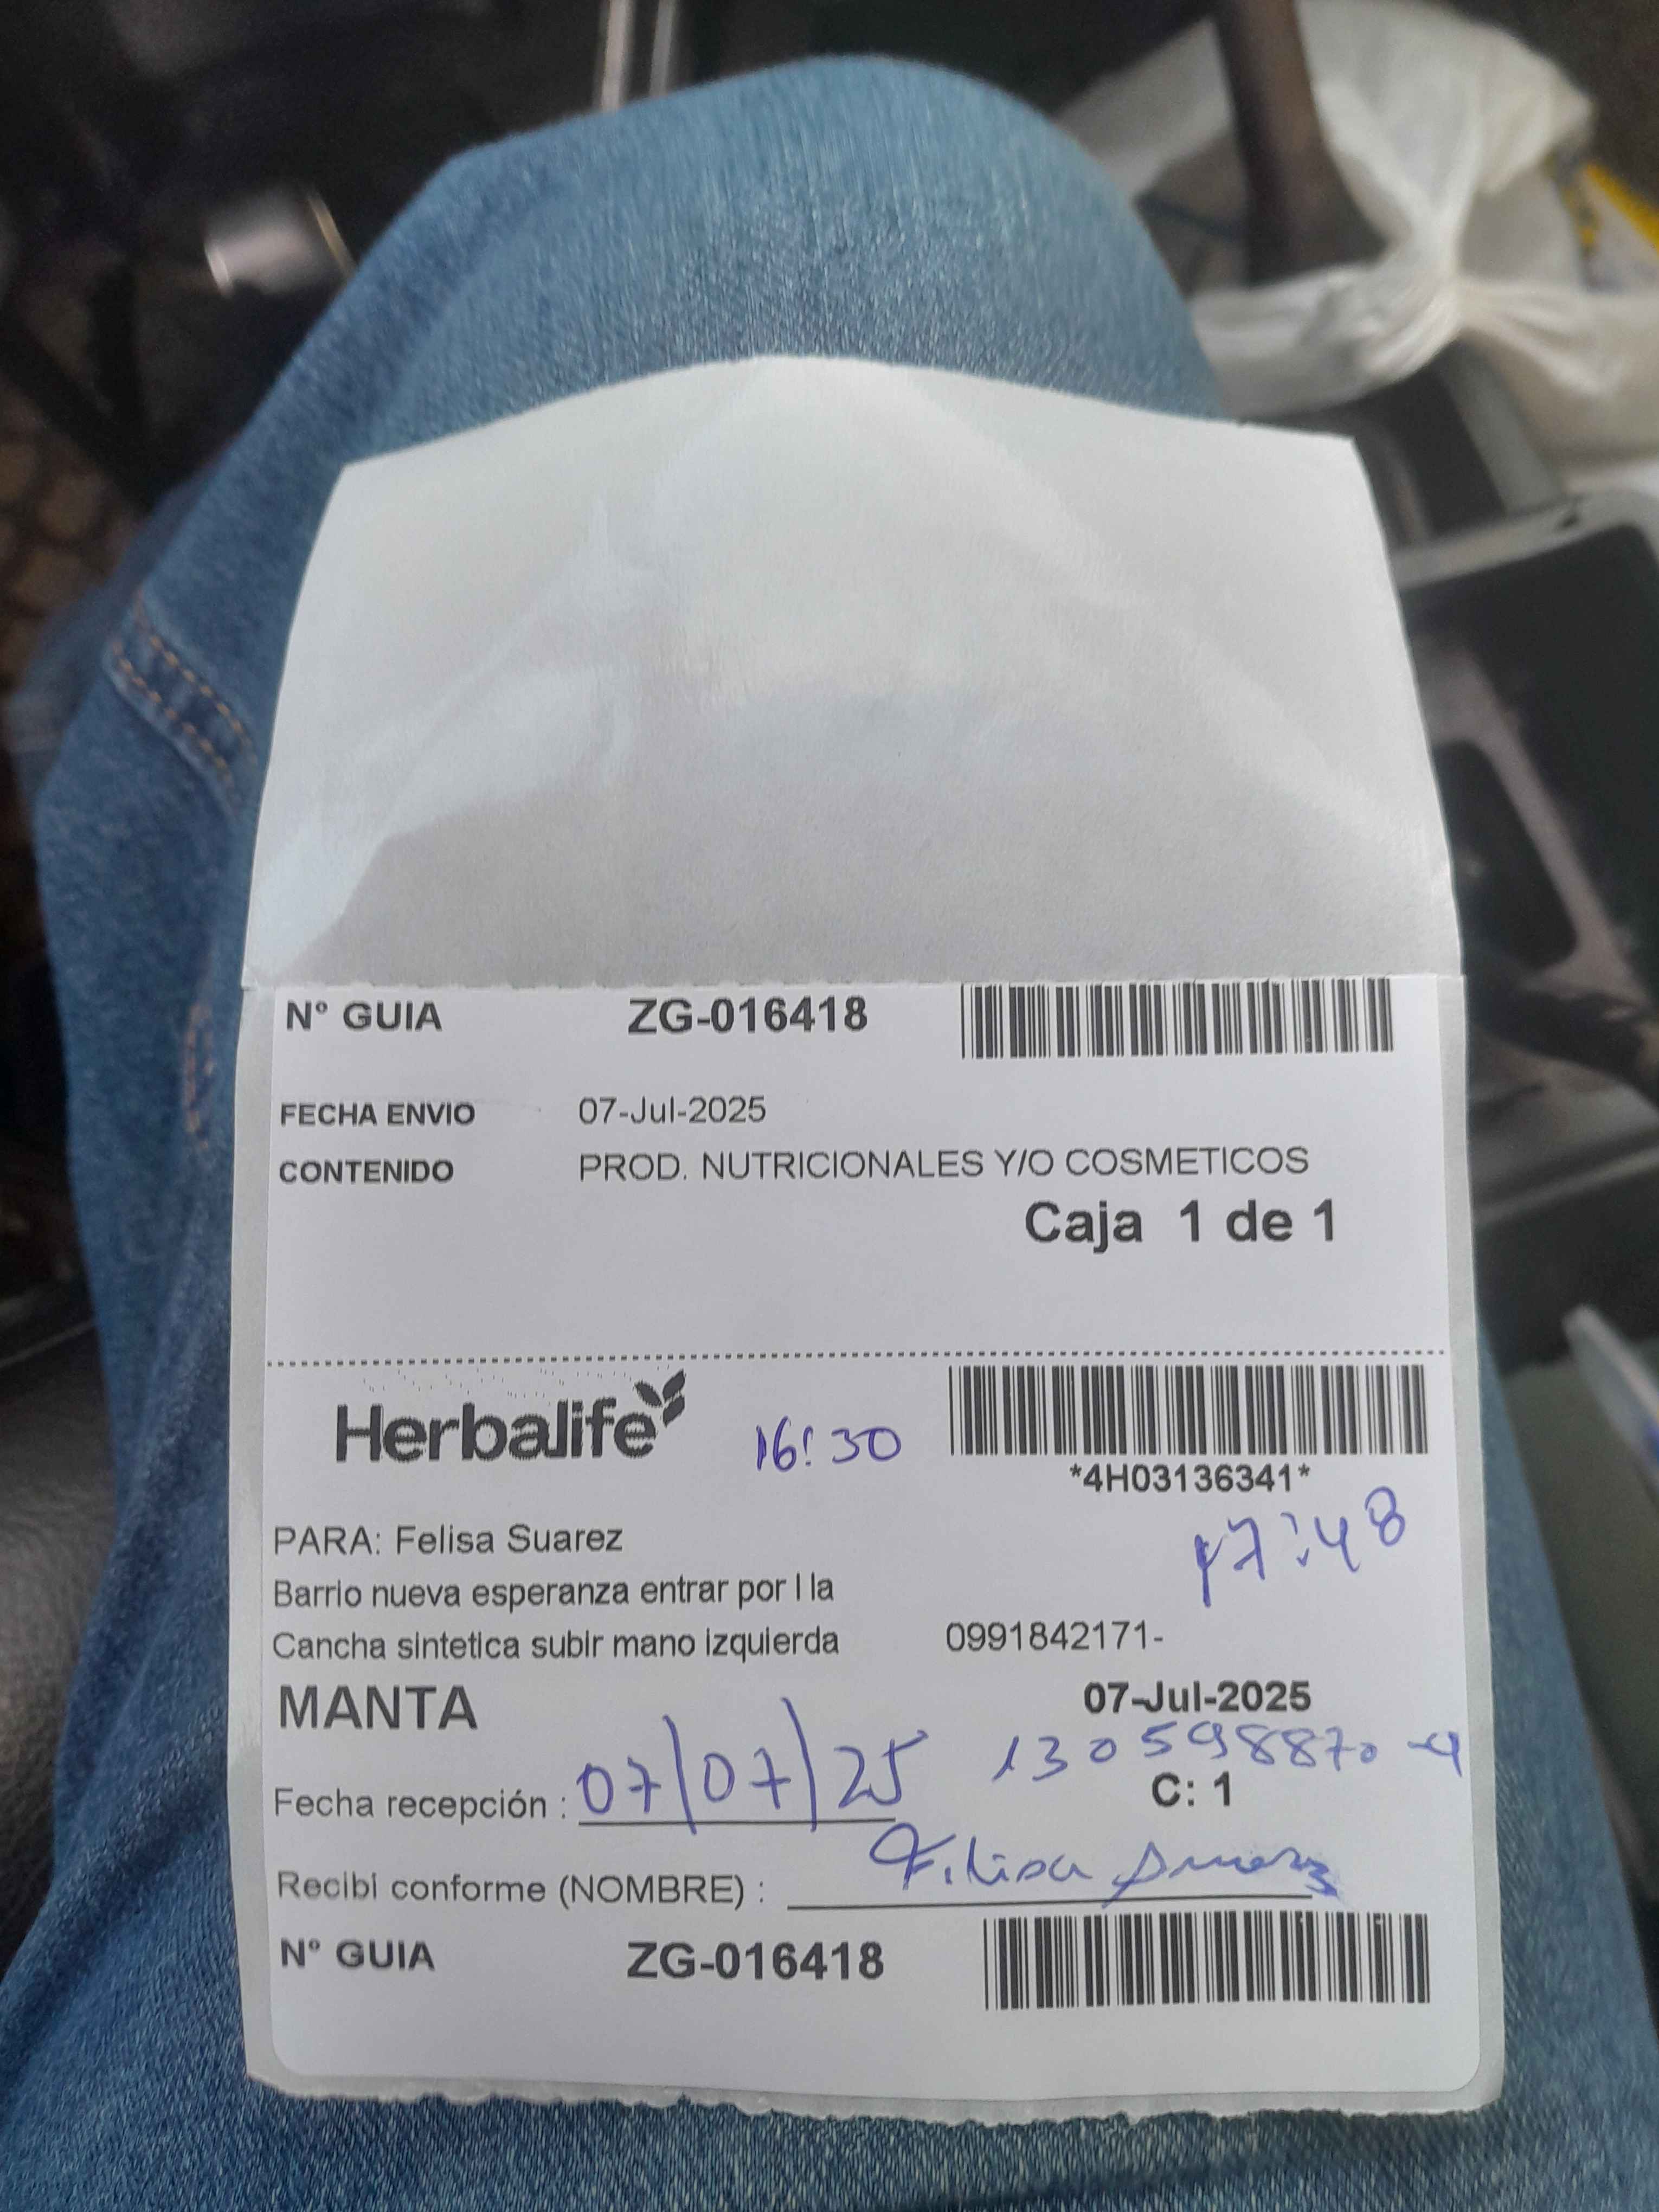 N° GUIA ZG-016418
FECHA ENVIO 07-Jul-2025
CONTENIDO PROD. NUTRICIONALES Y/O COSMETICOS
Caja 1 de 1
Herbalife 16:30
*4H03136341*
17:48
PARA: Felisa Suarez
Barrio nueva esperanza entrar por l la
Cancha sintetica subir mano izquierda 0991842171-
MANTA 07-Jul-2025
130598870-4
Fecha recepción : 07/07/25 C: 1
Recibi conforme (NOMBRE) : Felisa Suarez
N° GUIA ZG-016418